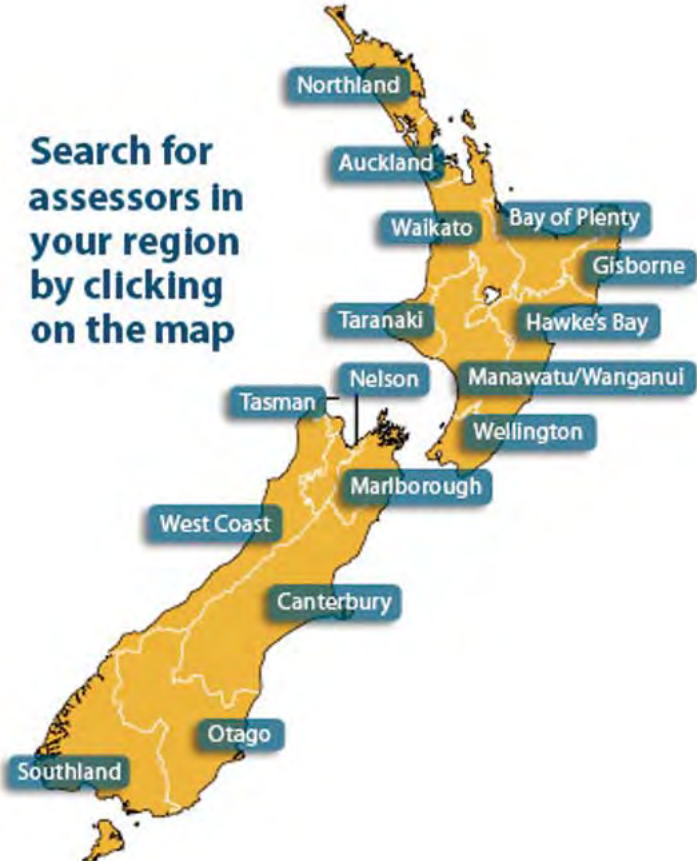 Northland
Search for
assessors in
your region
by clicking
on the map
Auckland
Waikato
Bay of Plenty
Gisborne
Taranaki
Hawke's Bay
Nelson
Manawatu/Wanganui
Tasman
Wellington
Marlborough
West Coast
Canterbury
Otago
Southland